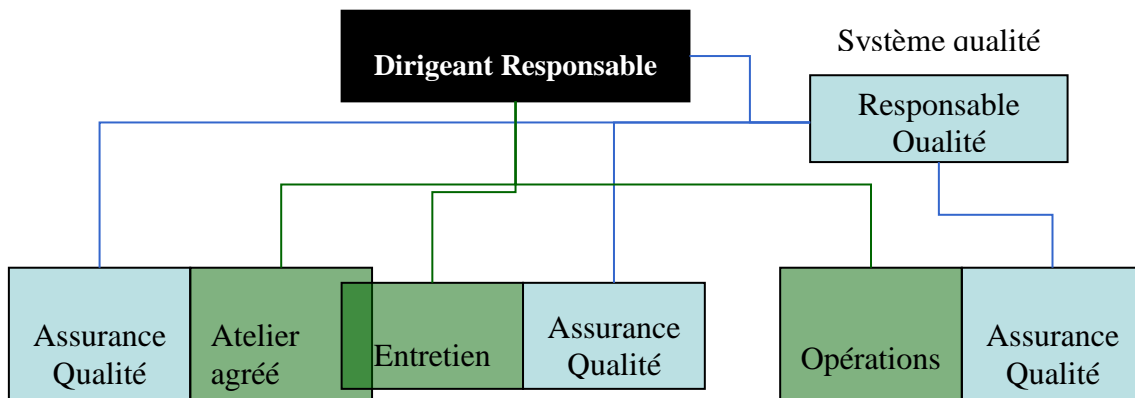 Dirigeant Responsable
Système qualité
Responsable
Qualité
Assurance
Qualité
Atelier
agréé
Entretien
Assurance
Qualité
Opérations
Assurance
Qualité